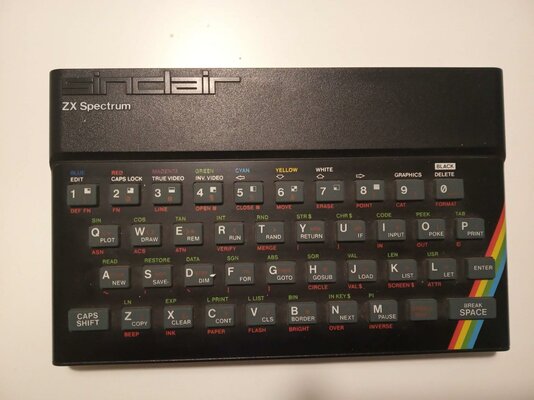 sinclair
ZX Spectrum
BLUE RED MAGENTA GREEN CYAN YELLOW WHITE BLACK
EDIT CAPS LOCK TRUE VIDEO INV. VIDEO GRAPHICS DELETE
1 2 3 4 5 6 7 8 9 0
DEF FN FN LINE OPEN # CLOSE # MOVE ERASE POINT CAT FORMAT
SIN COS TAN INT RND STR $ CHR $ CODE PEEK TAB
Q PLOT W DRAW E REM R RUN T RAND Y RETURN U IF I INPUT O POKE P PRINT
ASN ACS ATN VERIFY MERGE IN OUT ©
READ RESTORE DATA SGN ABS SQR VAL LEN USR
A NEW S SAVE D DIM F FOR G GOTO H GOSUB J LOAD K LIST L LET ENTER
CIRCLE VAL $ SCREEN $ ATTR
LN EXP L PRINT L LIST BIN IN KEY $ PI
CAPS SHIFT Z COPY X CLEAR C CONT V CLS B BORDER N NEXT M PAUSE BREAK SPACE
BEEP INK PAPER FLASH BRIGHT OVER INVERSE